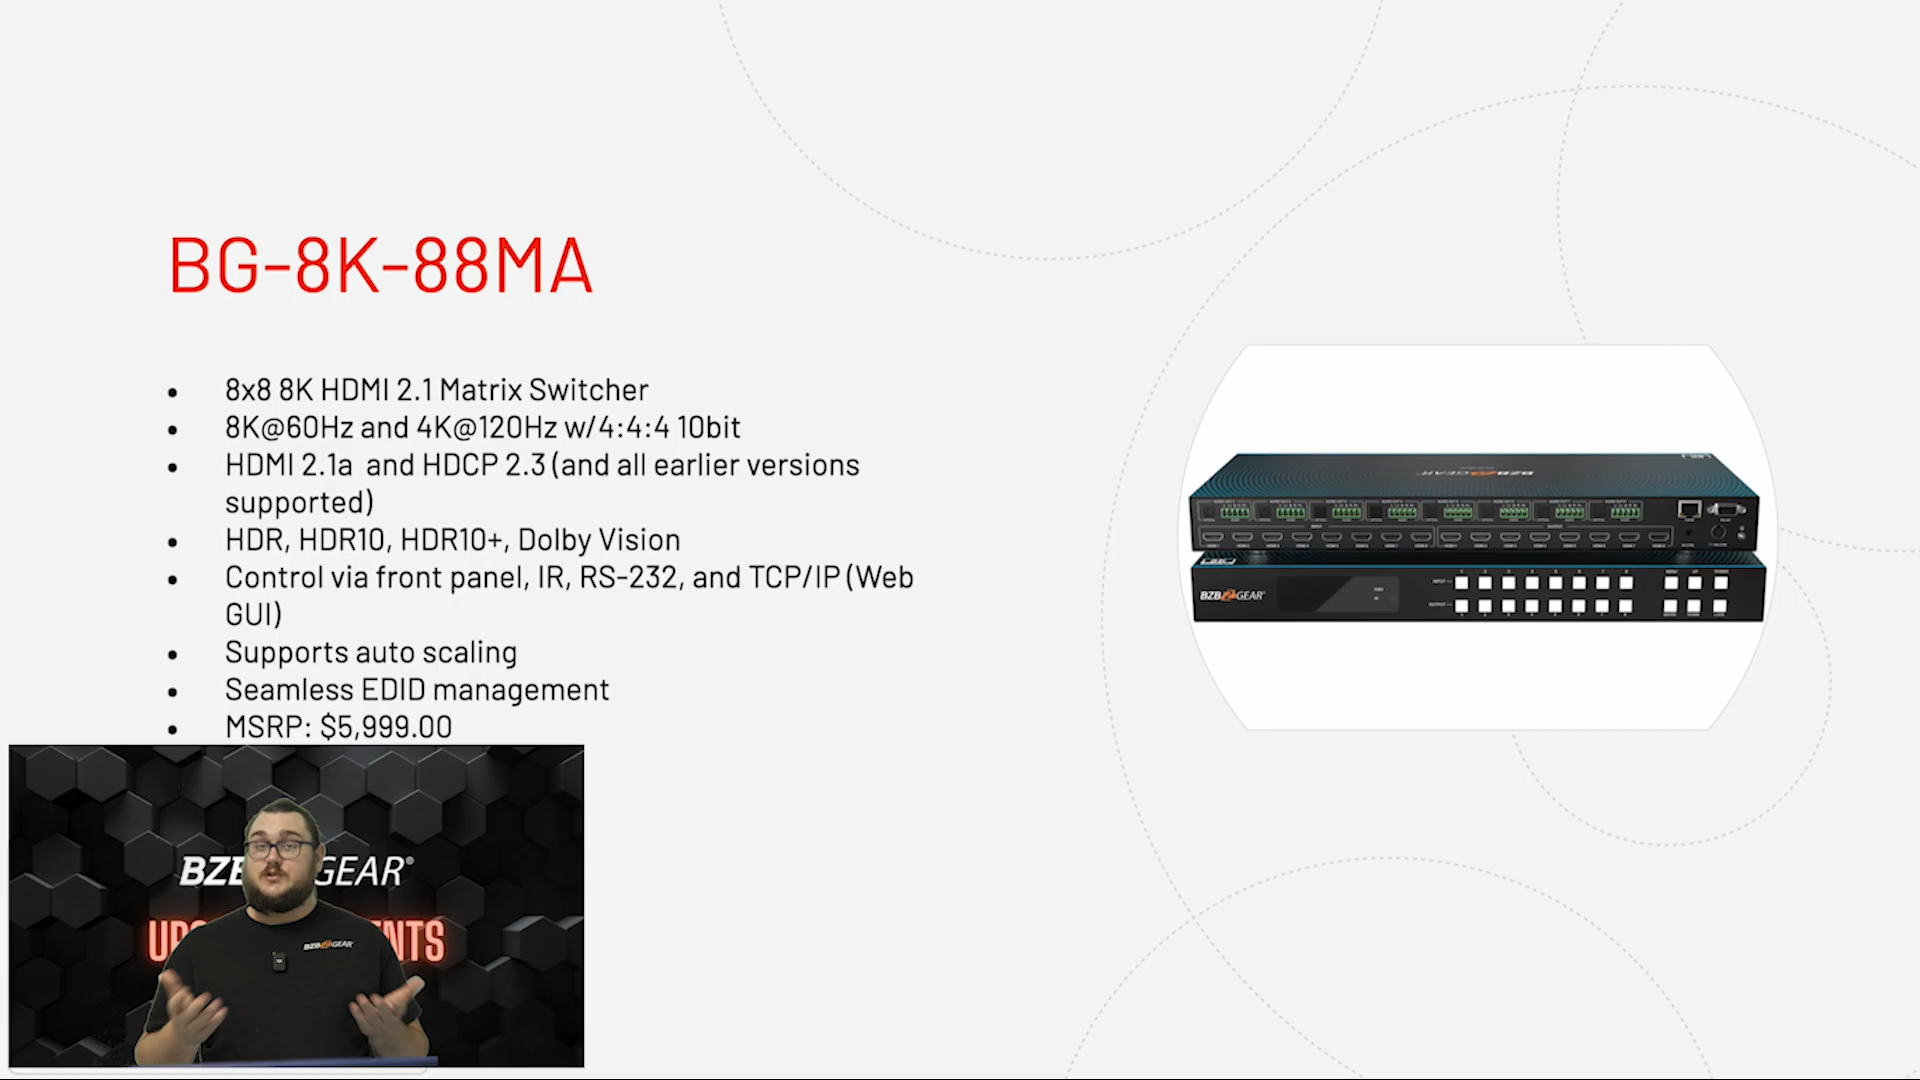 BG-8K-88MA
• 8x8 8K HDMI 2.1 Matrix Switcher
• 8K@60Hz and 4K@120Hz w/4:4:4 10bit
• HDMI 2.1a and HDCP 2.3 (and all earlier versions
supported)
• HDR, HDR10, HDR10+, Dolby Vision
• Control via front panel, IR, RS-232, and TCP/IP (Web
GUI)
• Supports auto scaling
• Seamless EDID management
• MSRP: $5,999.00
BZBGEAR
BZBGEAR
BZB GEAR®
BZBGEAR